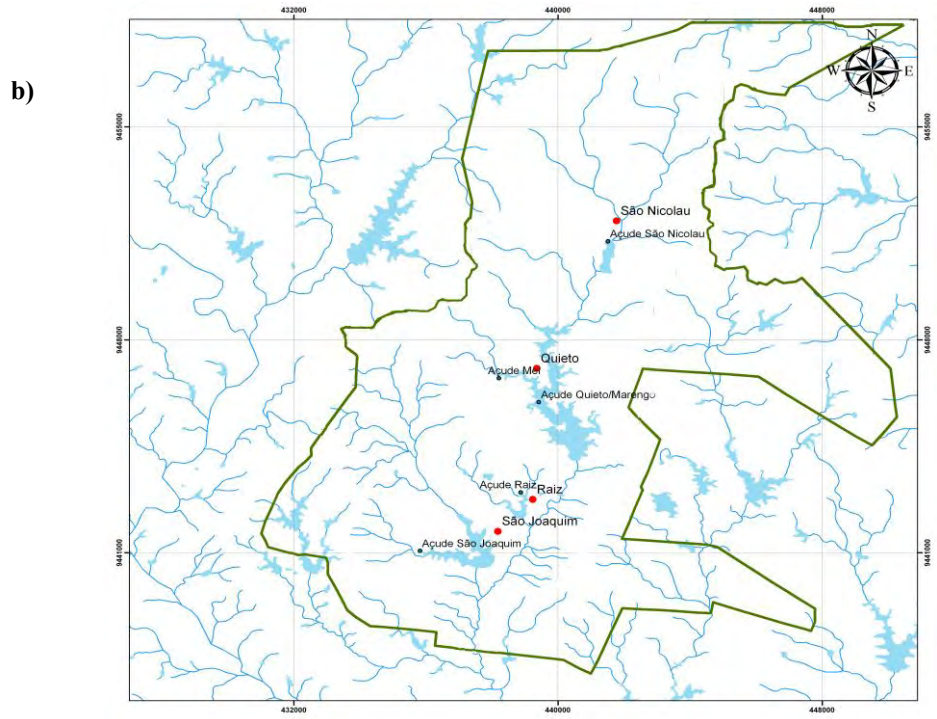 432000 440000 448000
b)
N
W E
S
9455000 9455000
São Nicolau
Açude São Nicolau
9448000 9448000
Quieto
Açude Mel
Açude Quieto/Marengo
Açude Raiz
Raiz
São Joaquim
Açude São Joaquim
9441000 9441000
432000 440000 448000